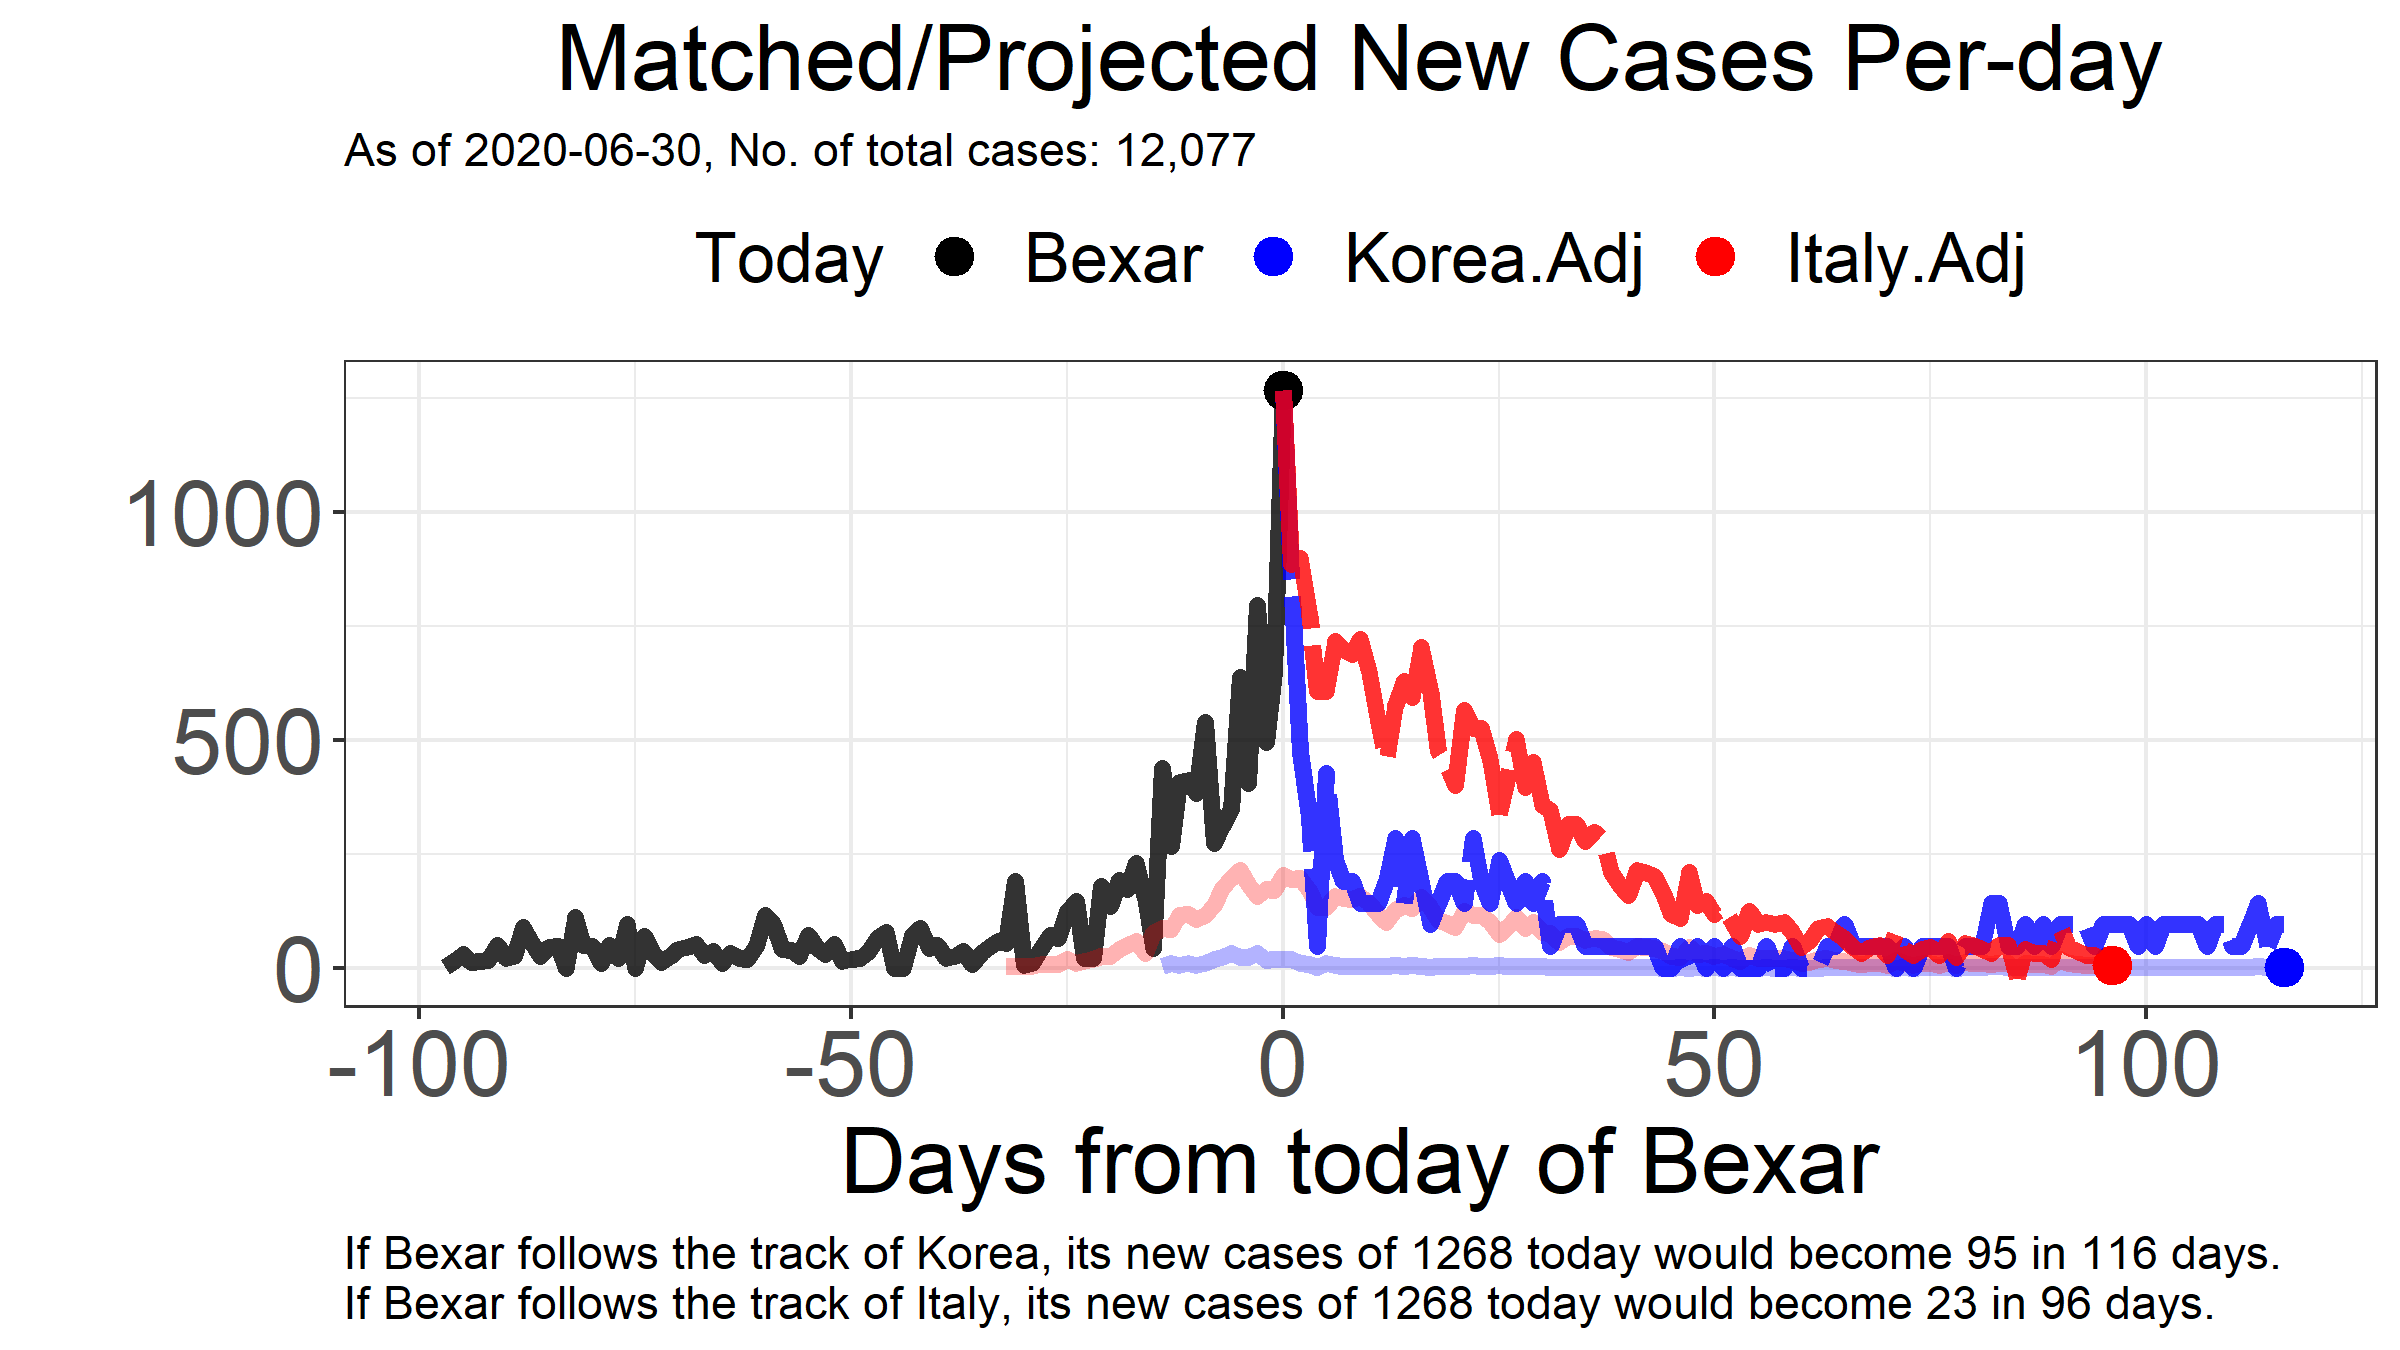 Matched/Projected New Cases Per-day
As of 2020-06-30, No. of total cases: 12,077
Today Bexar Korea.Adj Italy.Adj
1000
500
0
-100 -50 0 50 100
Days from today of Bexar
If Bexar follows the track of Korea, its new cases of 1268 today would become 95 in 116 days.
If Bexar follows the track of Italy, its new cases of 1268 today would become 23 in 96 days.